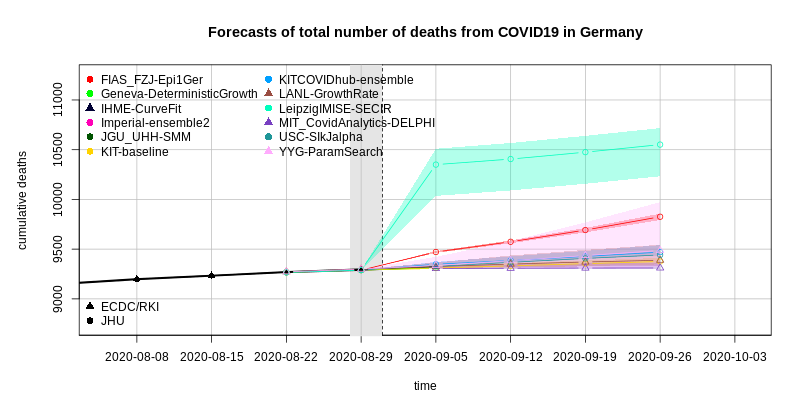 Forecasts of total number of deaths from COVID19 in Germany
FIAS_FZJ-Epi1Ger
Geneva-DeterministicGrowth
IHME-CurveFit
Imperial-ensemble2
JGU_UHH-SMM
KIT-baseline
KITCOVIDhub-ensemble
LANL-GrowthRate
LeipzigIMISE-SECIR
MIT_CovidAnalytics-DELPHI
USC-SIkJalpha
YYG-ParamSearch
cumulative deaths
11000
10500
10000
9500
9000
ECDC/RKI
JHU
2020-08-08
2020-08-15
2020-08-22
2020-08-29
2020-09-05
2020-09-12
2020-09-19
2020-09-26
2020-10-03
time